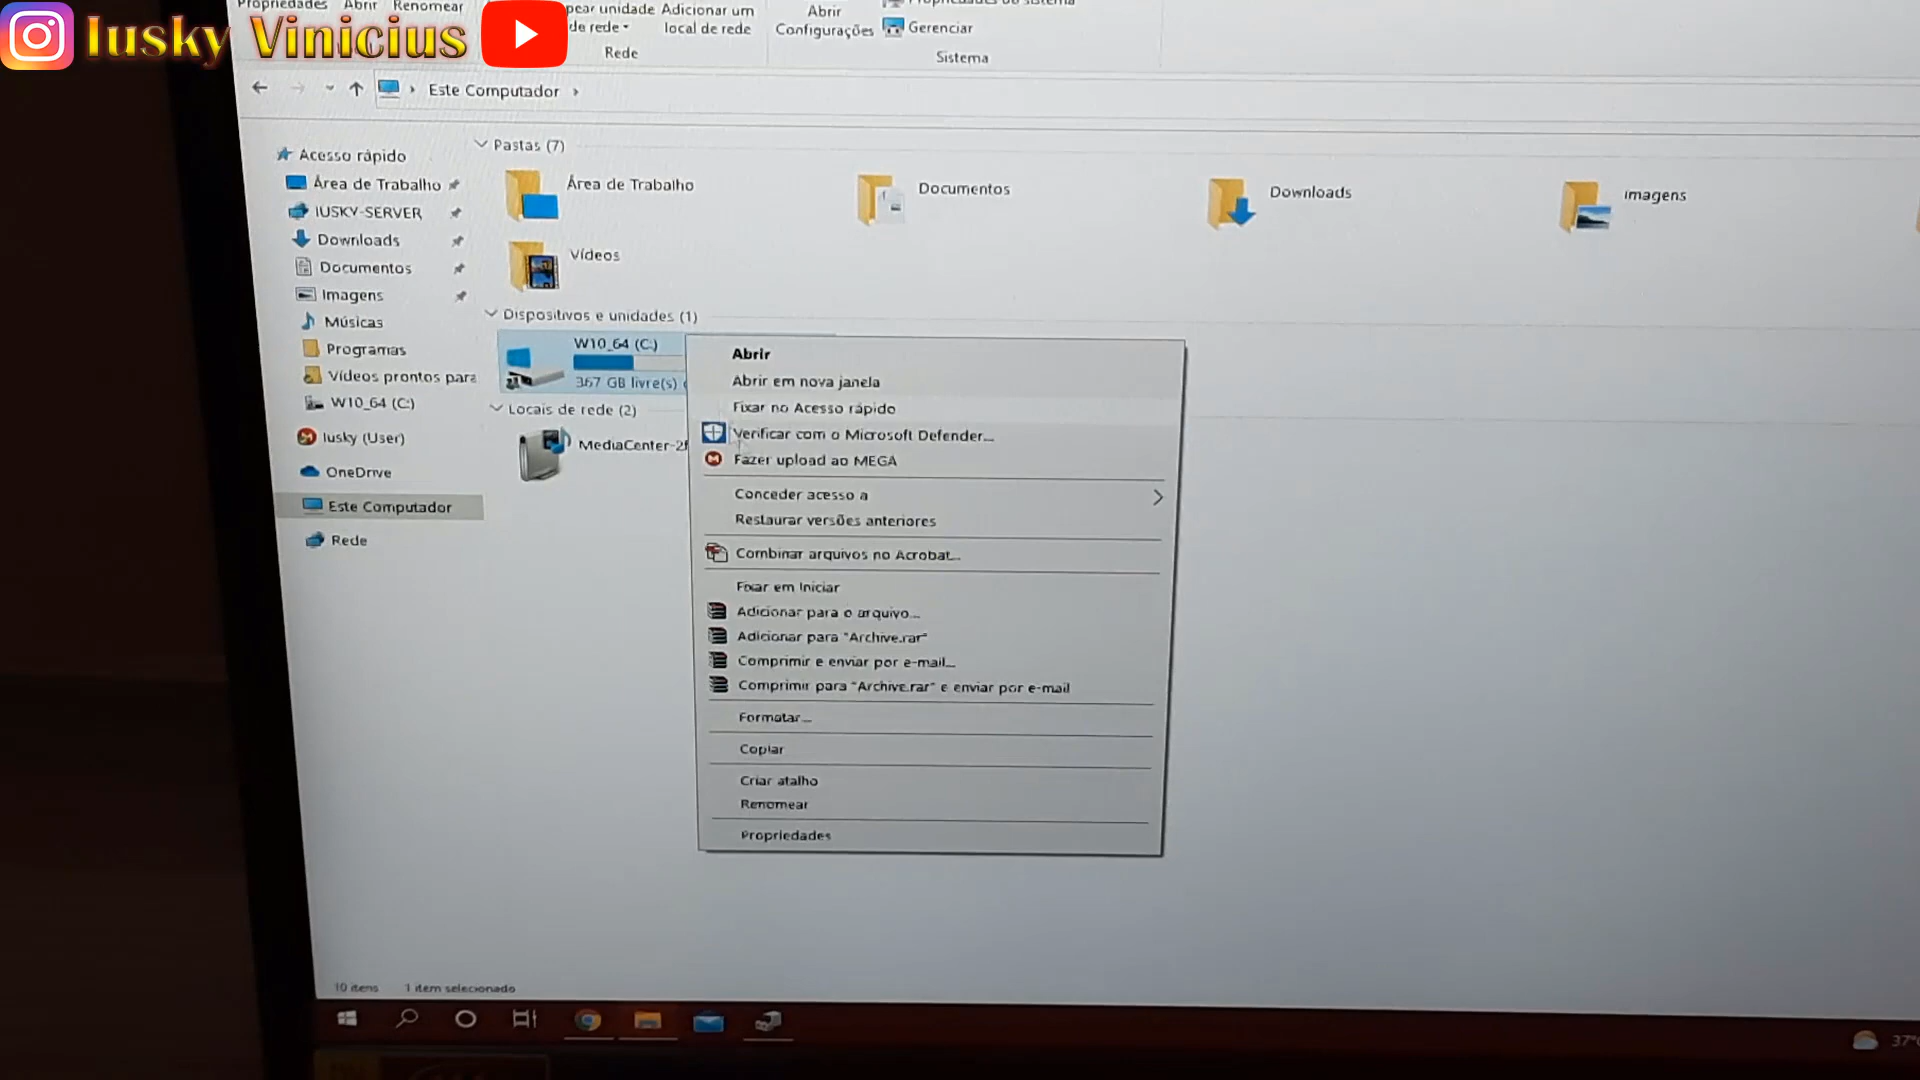 Iusky Vinicius
Propriedades Abrir Renomear
de rede
Adicionar um
local de rede
Rede
Abrir
Configurações
Gerenciar
Sistema
Este Computador
Acesso rápido
Área de Trabalho
IUSKY-SERVER
Downloads
Documentos
Imagens
Músicas
Programas
Vídeos prontos para
W10_64 (C:)
Iusky (User)
OneDrive
Este Computador
Rede
Pastas (7)
Área de Trabalho
Documentos
Downloads
Imagens
Vídeos
Dispositivos e unidades (1)
W10_64 (C:)
367 GB livre(s)
Locais de rede (2)
Abrir
Abrir em nova janela
Fixar no Acesso rápido
Verificar com o Microsoft Defender...
Fazer upload ao MEGA
Conceder acesso a
Restaurar versões anteriores
Combinar arquivos no Acrobat...
Fixar em Iniciar
Adicionar para o arquivo...
Adicionar para "Archive.rar"
Comprimir e enviar por e-mail...
Comprimir para "Archive.rar" e enviar por e-mail
Formatar...
Copiar
Criar atalho
Renomear
Propriedades
10 itens
1 item selecionado